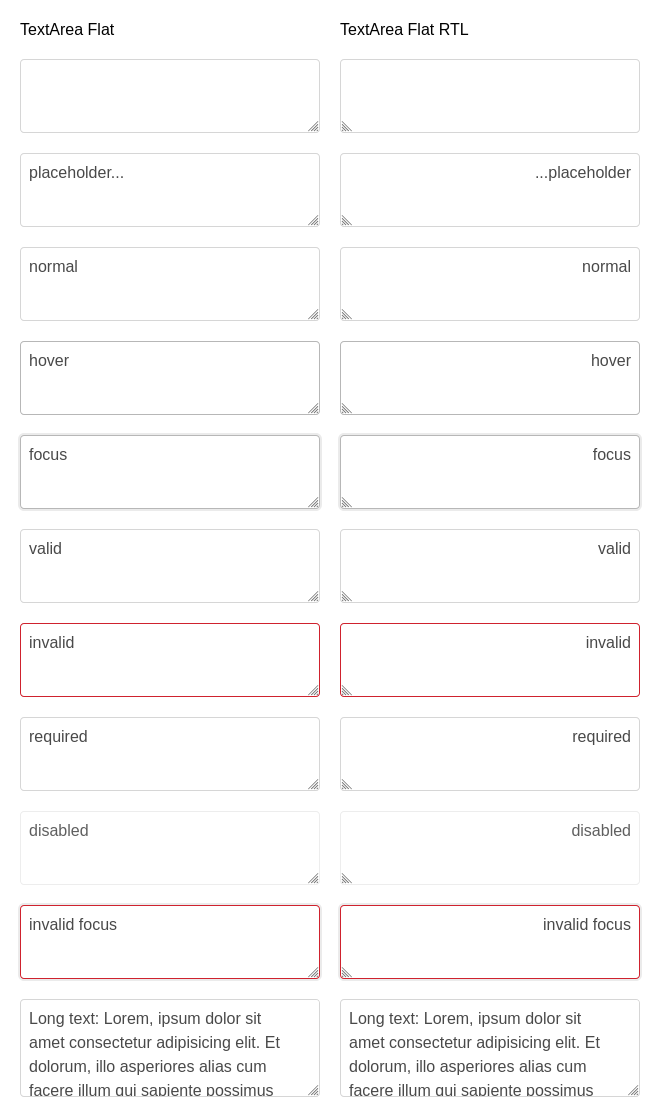 TextArea Flat
TextArea Flat RTL
placeholder...
...placeholder
normal
normal
hover
hover
focus
focus
valid
valid
invalid
invalid
required
required
disabled
disabled
invalid focus
invalid focus
Long text: Lorem, ipsum dolor sit
amet consectetur adipisicing elit. Et
dolorum, illo asperiores alias cum
facere illum qui sapiente possimus
Long text: Lorem, ipsum dolor sit
amet consectetur adipisicing elit. Et
dolorum, illo asperiores alias cum
facere illum qui sapiente possimus